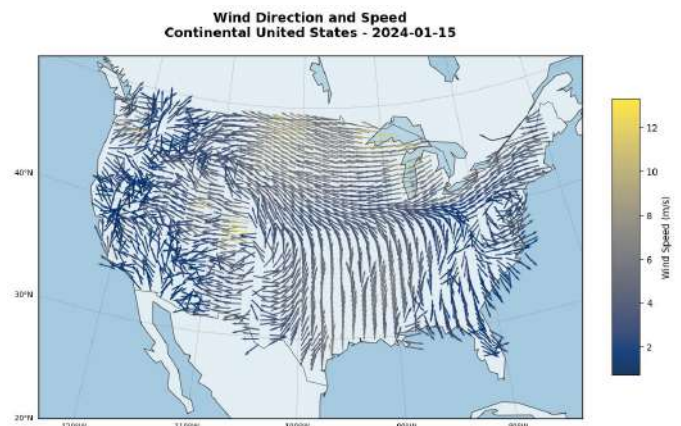 Wind Direction and Speed
Continental United States - 2024-01-15
40°N
30°N
20°N
12
10
8
6
4
2
Wind Speed (m/s)